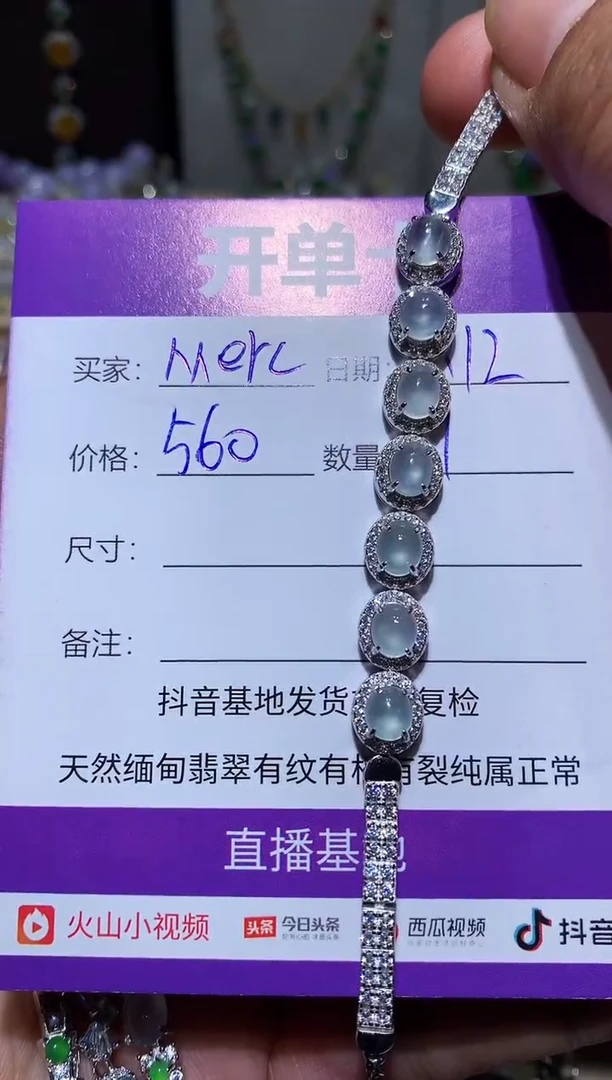 开单
买家: Merc 日期: 12
价格: 560 数量 1
尺寸:
备注:
抖音基地发货 复检
天然缅甸翡翠有纹有 有裂纯属正常
直播基地
火山小视频 头条 今日头条 西瓜视频 抖音